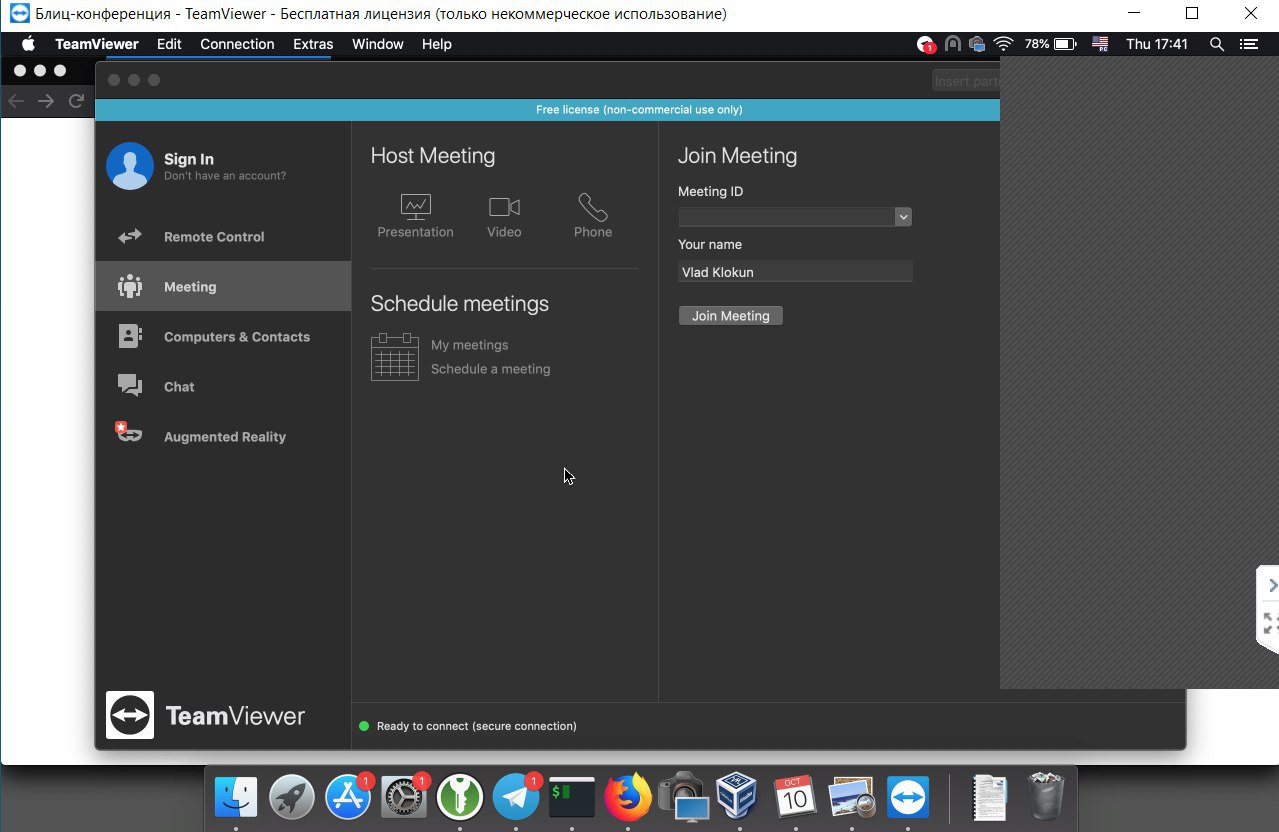 Блиц-конференция - TeamViewer - Бесплатная лицензия (только некоммерческое использование)
TeamViewer Edit Connection Extras Window Help
1 78% PC Thu 17:41
Insert part
Free license (non-commercial use only)
Sign In
Don't have an account?
Remote Control
Meeting
Computers & Contacts
Chat
Augmented Reality
TeamViewer
Host Meeting
Presentation Video Phone
Schedule meetings
My meetings
Schedule a meeting
Join Meeting
Meeting ID
Your name
Vlad Klokun
Join Meeting
Ready to connect (secure connection)
1 1 1
$
OCT
10